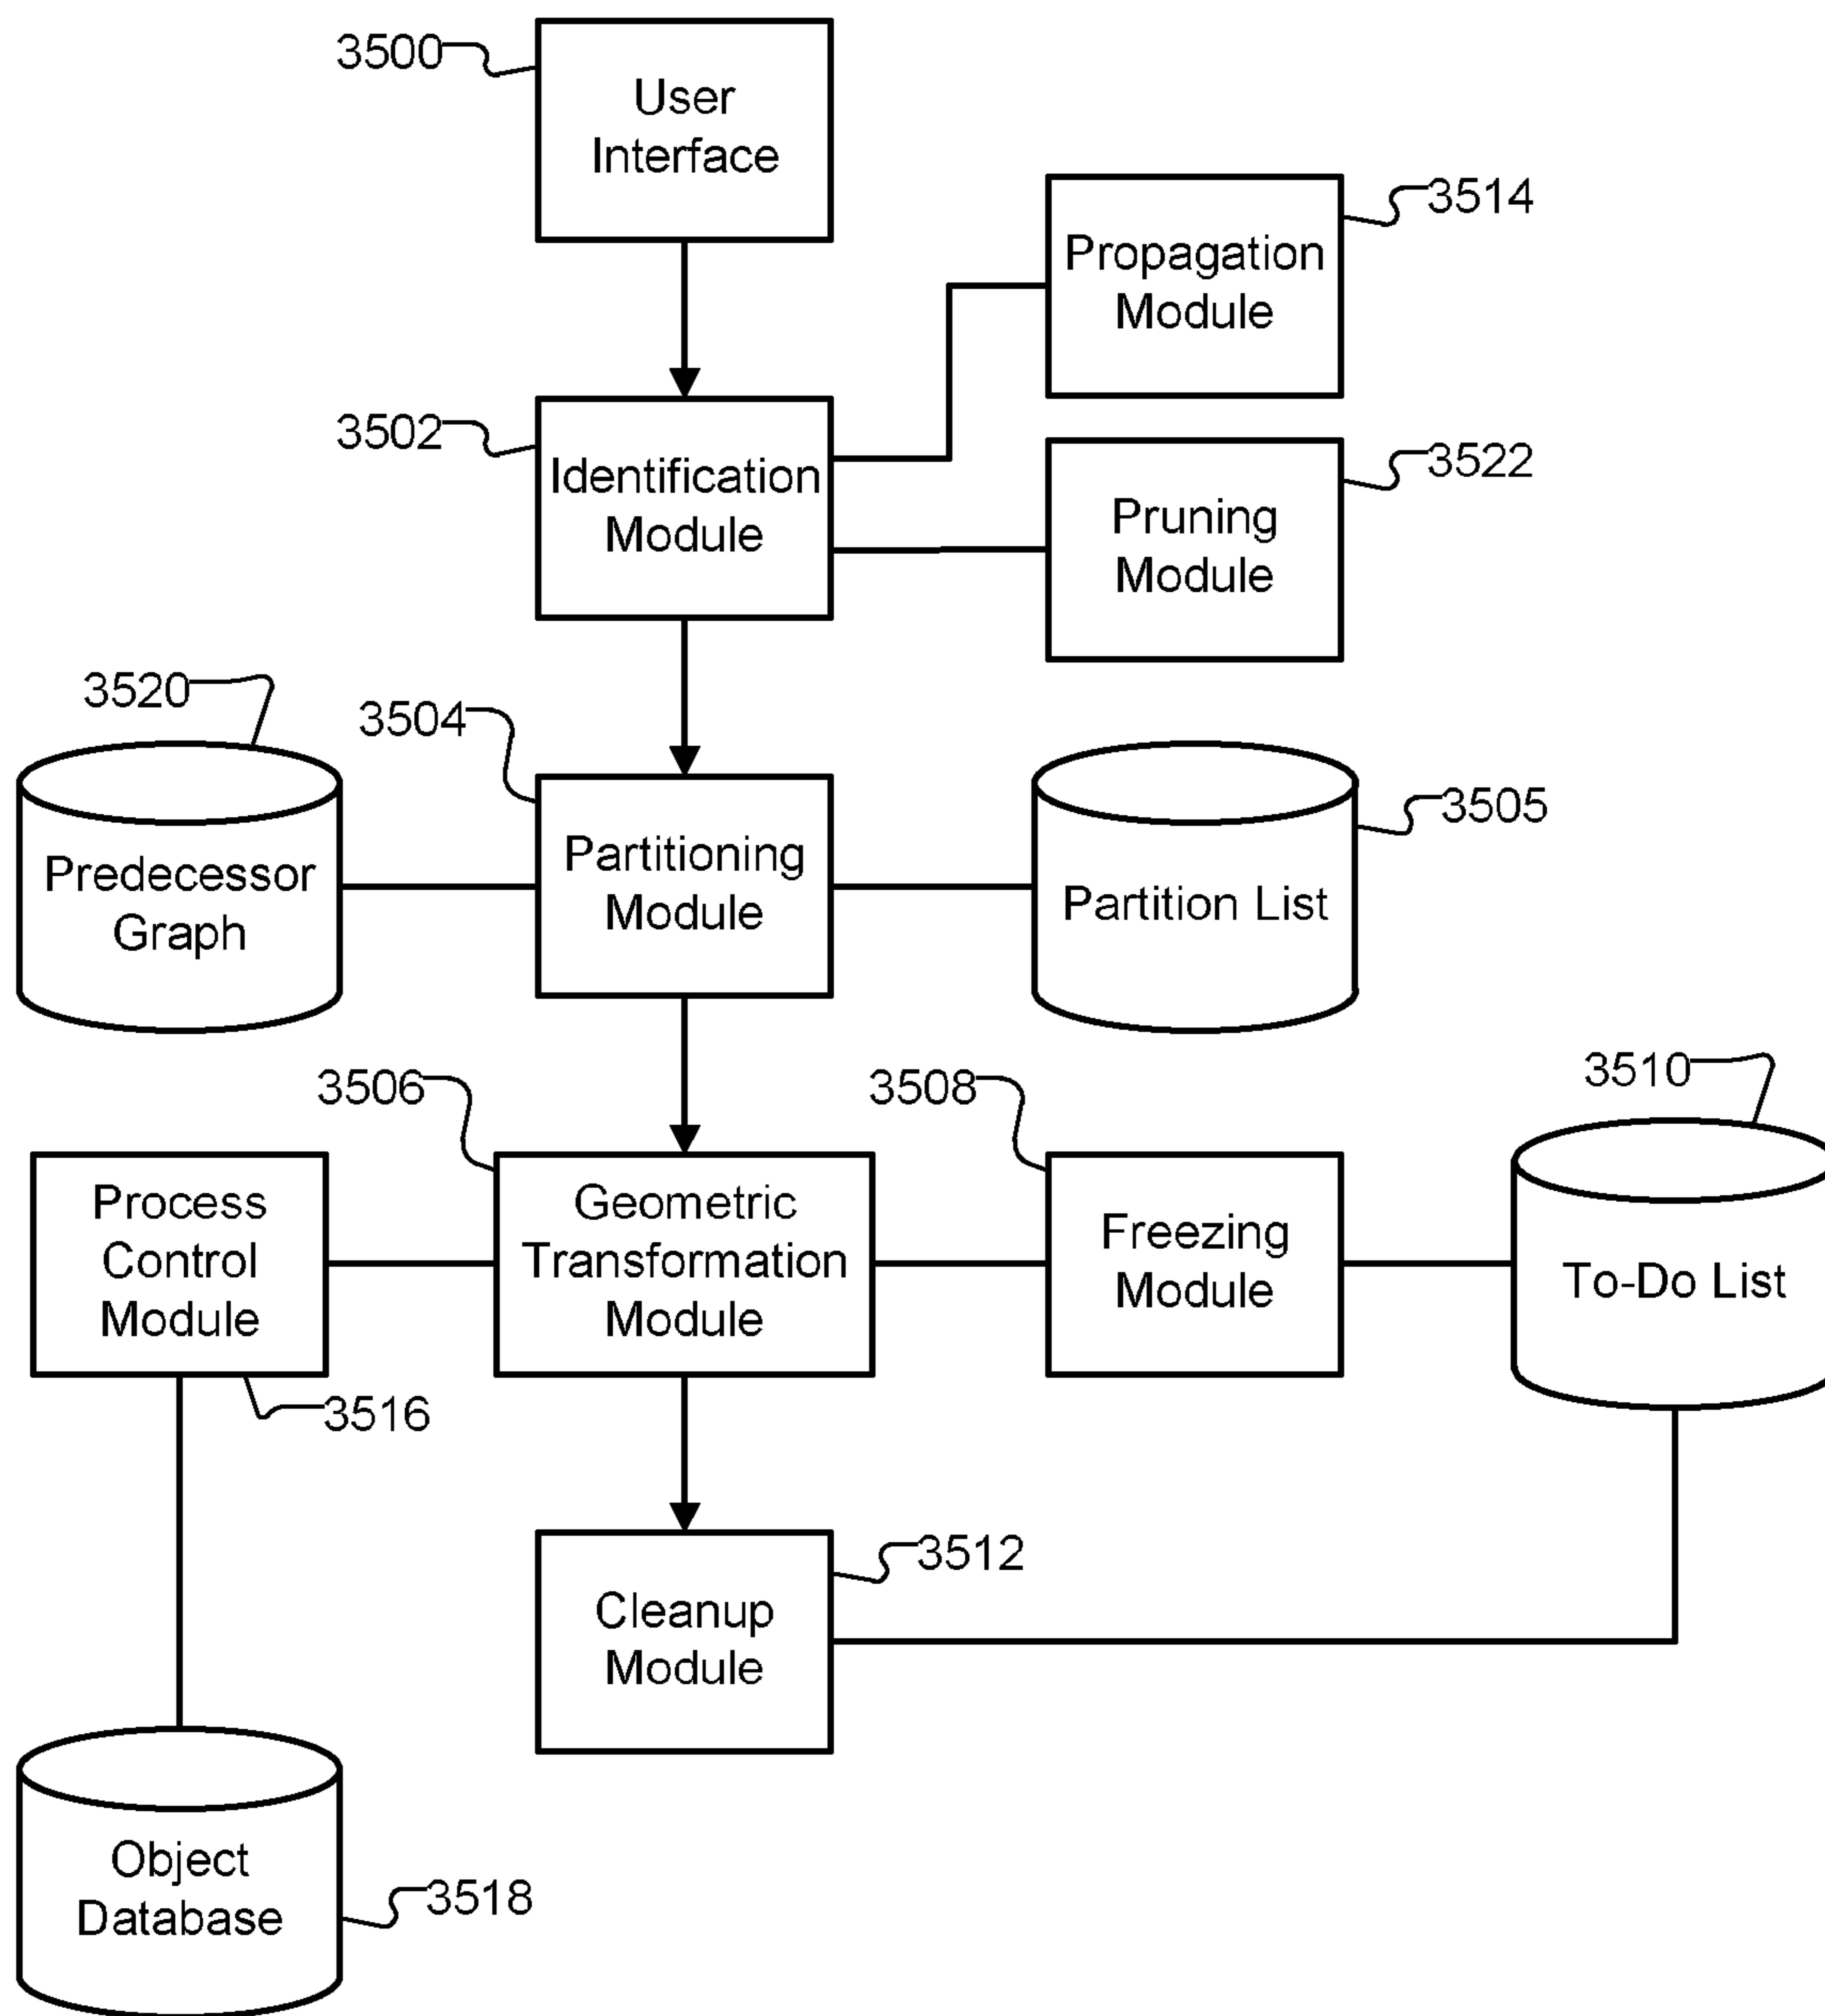 3500
User
Interface
3514
Propagation
Module
3502
Identification
Module
3522
Pruning
Module
3520
3504
3505
Predecessor
Graph
Partitioning
Module
Partition List
3506
3508
3510
Process
Control
Module
Geometric
Transformation
Module
Freezing
Module
To-Do List
3516
3512
Cleanup
Module
Object
Database
3518